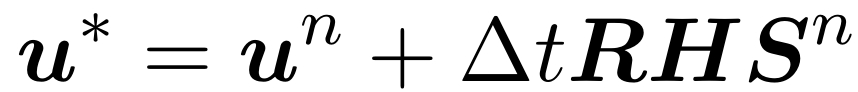 𝒖* = 𝒖ⁿ + Δt𝑹𝑯𝑺ⁿ